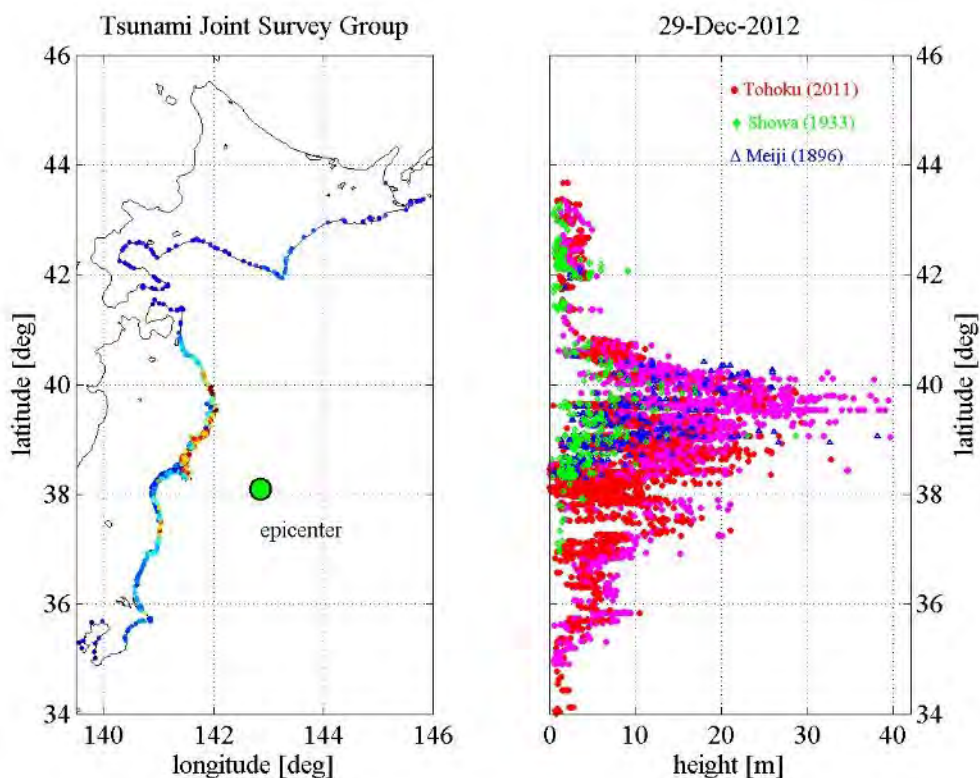 Tsunami Joint Survey Group
46
44
42
40
38
36
34
latitude [deg]
epicenter
140 142 144 146
longitude [deg]
29-Dec-2012
Tohoku (2011)
Showa (1933)
Meiji (1896)
46
44
42
40
38
36
34
latitude [deg]
0 10 20 30 40
height [m]